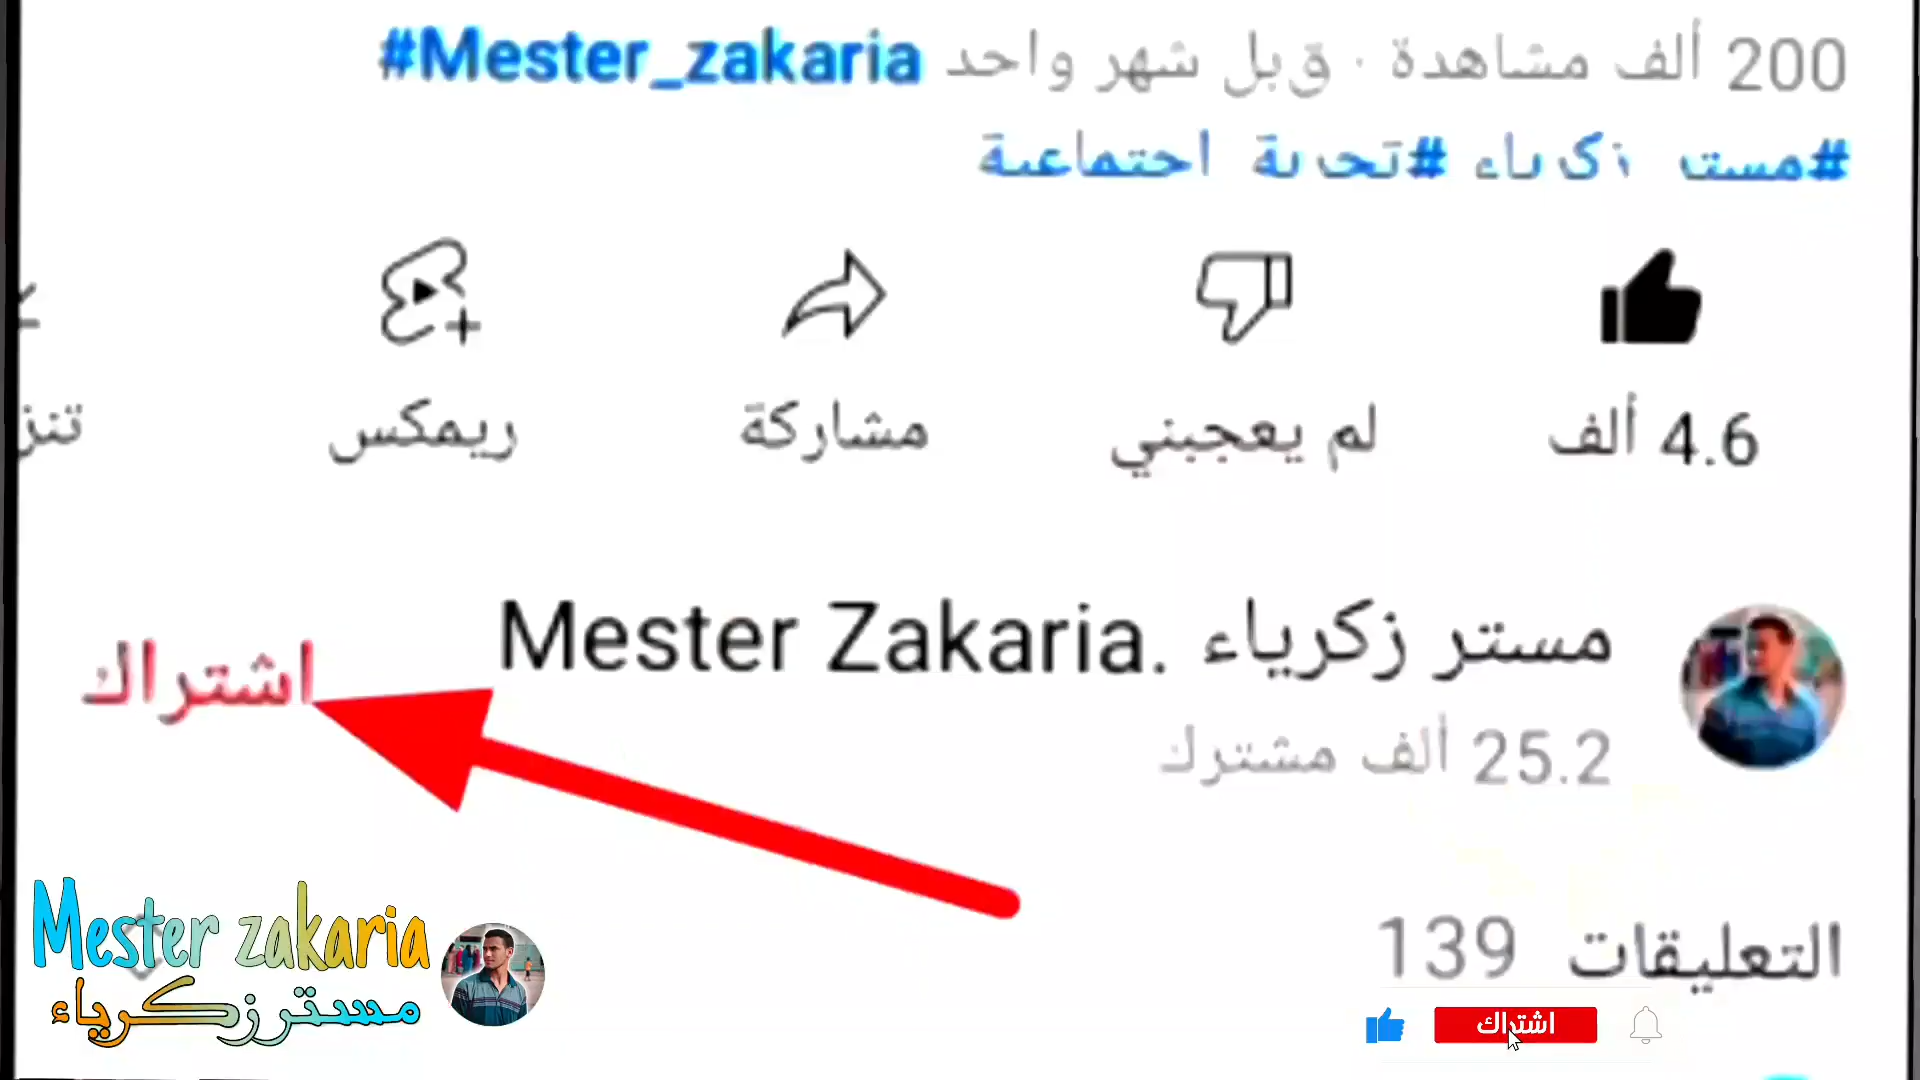 200 ألف مشاهدة · قبل شهر واحد #Mester_zakaria
#مستر_زكرياء #تجربة_اجتماعية
4.6 ألف
لم يعجبني
مشاركة
ريمكس
تنز
مستر زكرياء .Mester Zakaria
25.2 ألف مشترك
اشتراك
التعليقات 139
Mester zakaria
مستر زكرياء
اشتراك